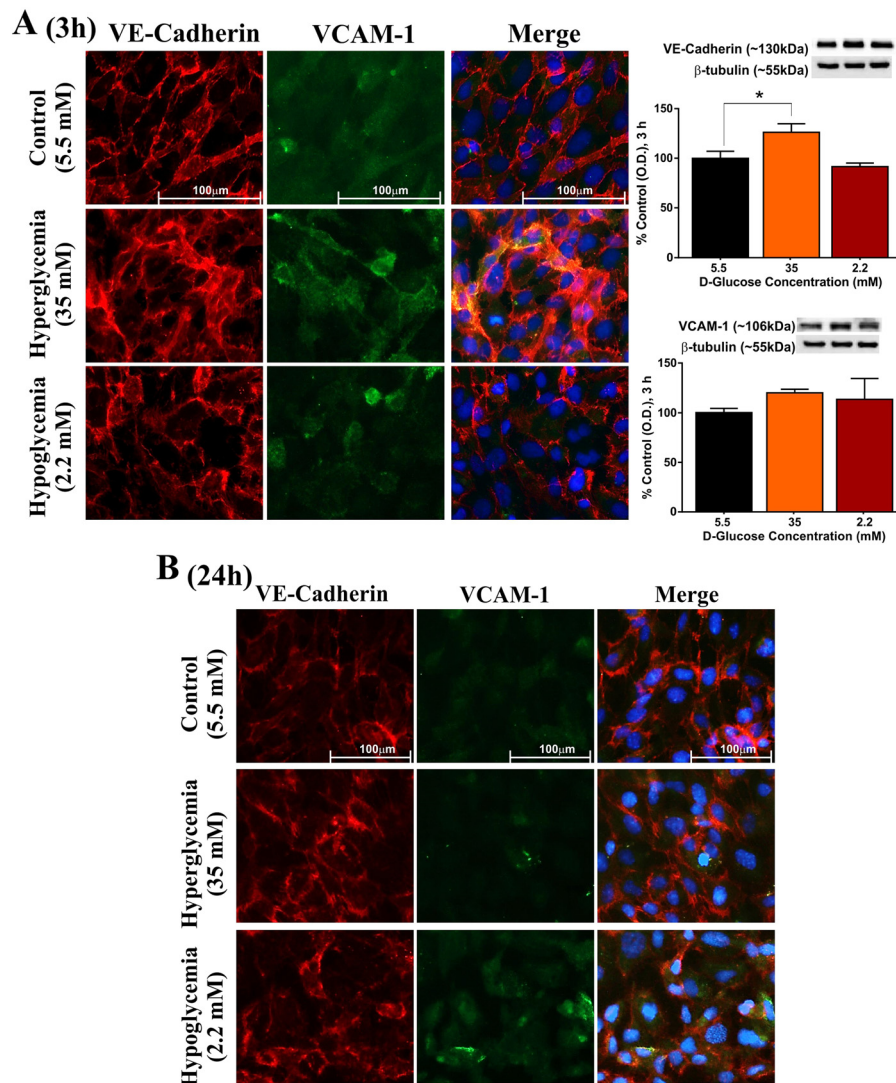 A (3h)
VE-Cadherin VCAM-1 Merge
Control
(5.5 mM)
100μm 100μm 100μm
Hyperglycemia
(35 mM)
Hypoglycemia
(2.2 mM)
VE-Cadherin (~130kDa)
β-tubulin (~55kDa)
% Control (O.D.), 3 h
150
100
50
0
*
5.5 35 2.2
D-Glucose Concentration (mM)
VCAM-1 (~106kDa)
β-tubulin (~55kDa)
% Control (O.D.), 3 h
150
100
50
0
5.5 35 2.2
D-Glucose Concentration (mM)
B (24h)
VE-Cadherin VCAM-1 Merge
Control
(5.5 mM)
100μm 100μm 100μm
Hyperglycemia
(35 mM)
Hypoglycemia
(2.2 mM)